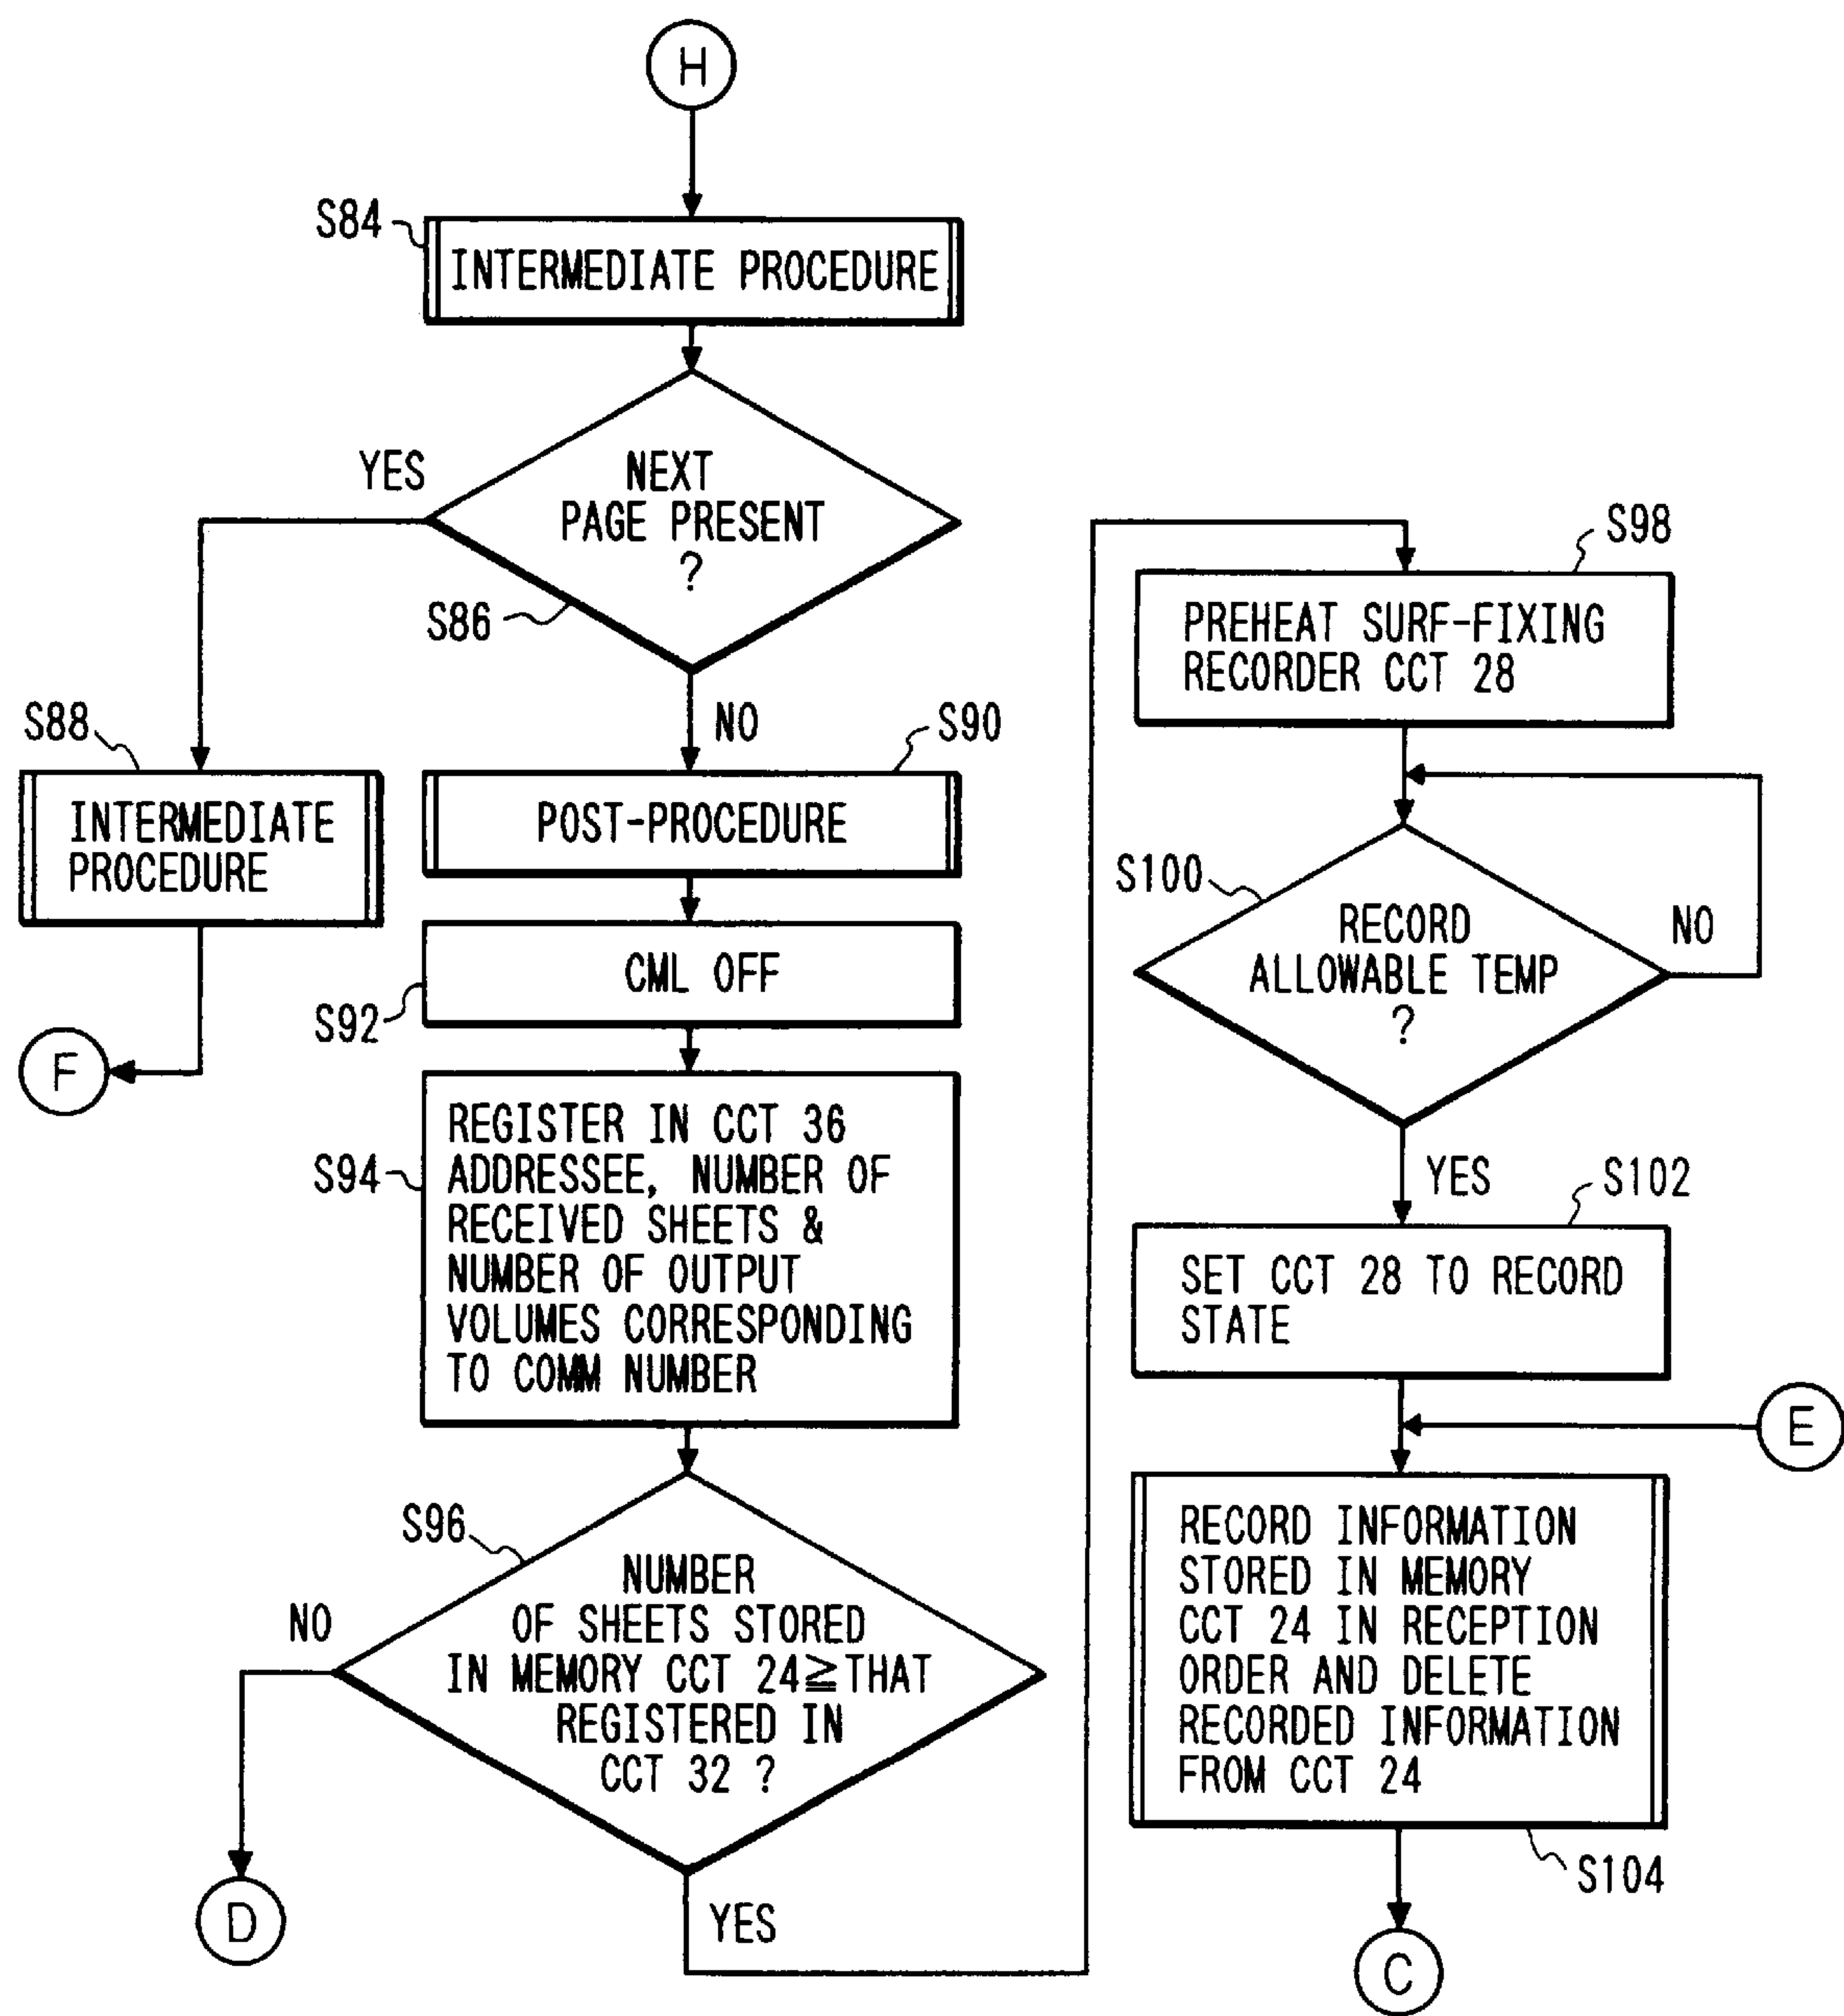 H
S84
INTERMEDIATE PROCEDURE
YES
NEXT
PAGE PRESENT
?
S86
NO
S88
INTERMEDIATE
PROCEDURE
F
S90
POST-PROCEDURE
CML OFF
S92
S94
REGISTER IN CCT 36
ADDRESSEE, NUMBER OF
RECEIVED SHEETS &
NUMBER OF OUTPUT
VOLUMES CORRESPONDING
TO COMM NUMBER
S96
NUMBER
OF SHEETS STORED
IN MEMORY CCT 24≧THAT
REGISTERED IN
CCT 32 ?
NO
D
YES
S98
PREHEAT SURF-FIXING
RECORDER CCT 28
S100
RECORD
ALLOWABLE TEMP
?
NO
YES
S102
SET CCT 28 TO RECORD
STATE
E
RECORD INFORMATION
STORED IN MEMORY
CCT 24 IN RECEPTION
ORDER AND DELETE
RECORDED INFORMATION
FROM CCT 24
S104
C